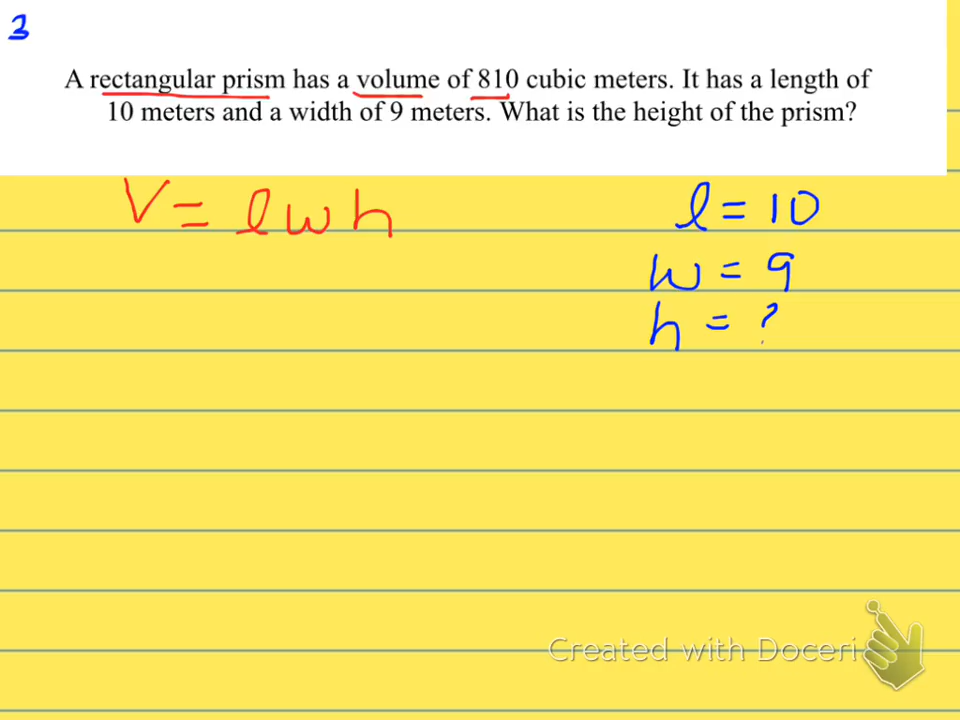 3
A rectangular prism has a volume of 810 cubic meters. It has a length of
10 meters and a width of 9 meters. What is the height of the prism?
V = lwh
l = 10
w = 9
h = ?
Created with Doceri